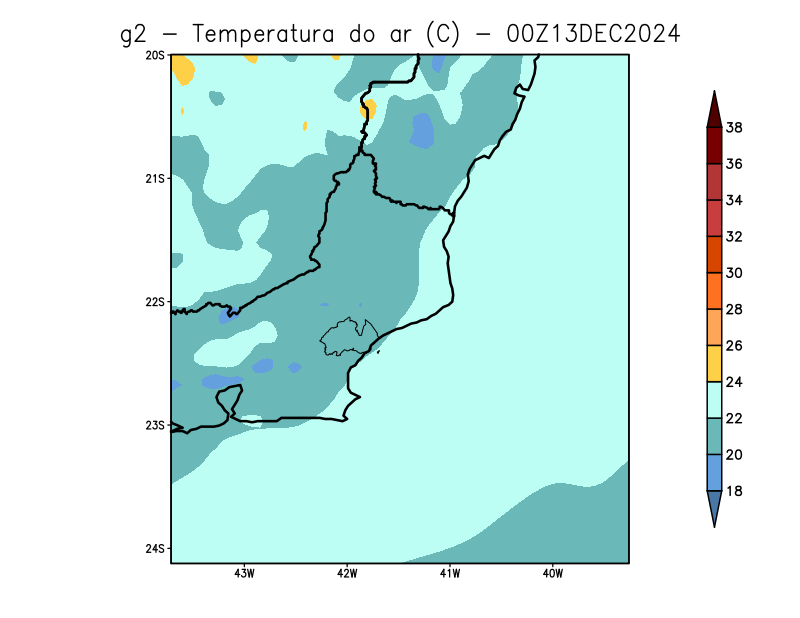 g2 – Temperatura do ar (C) – 00Z13DEC2024
20S
21S
22S
23S
24S
43W
42W
41W
40W
38
36
34
32
30
28
26
24
22
20
18